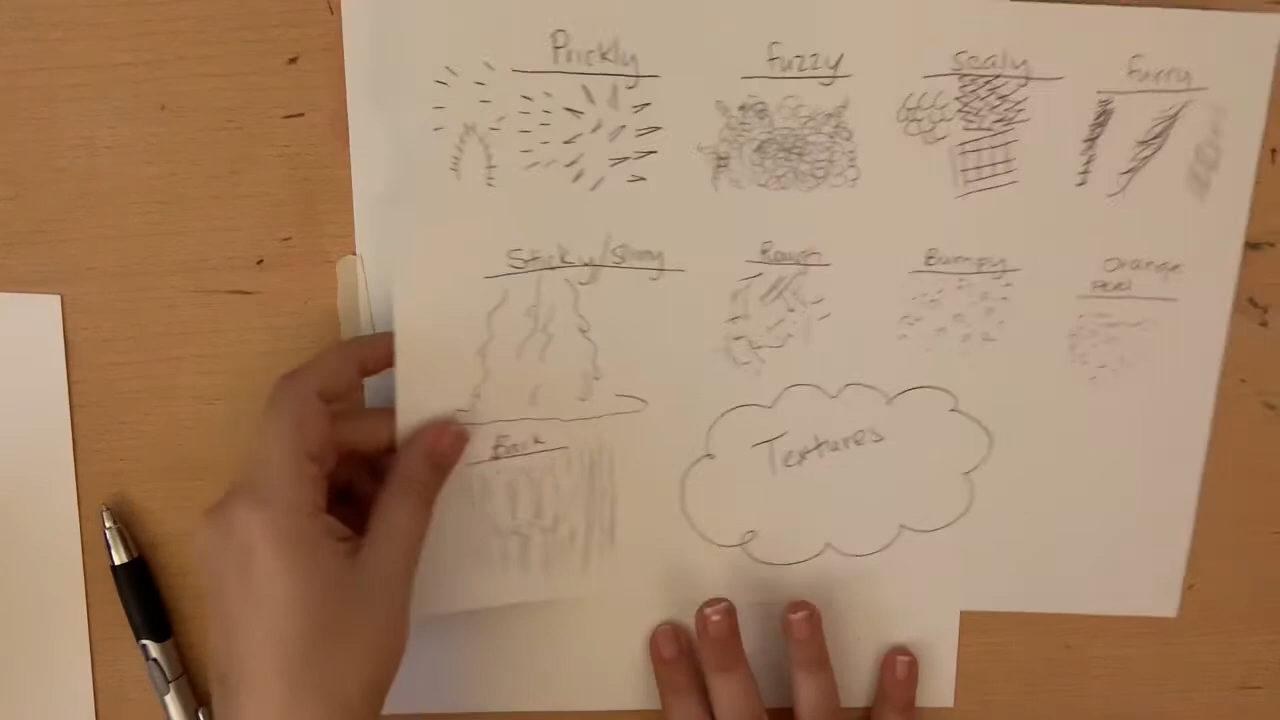 Prickly
fuzzy
Scaly
furry
Sticky/Slimy
Rough
Bumpy
Orange
peel
Bark
Textures